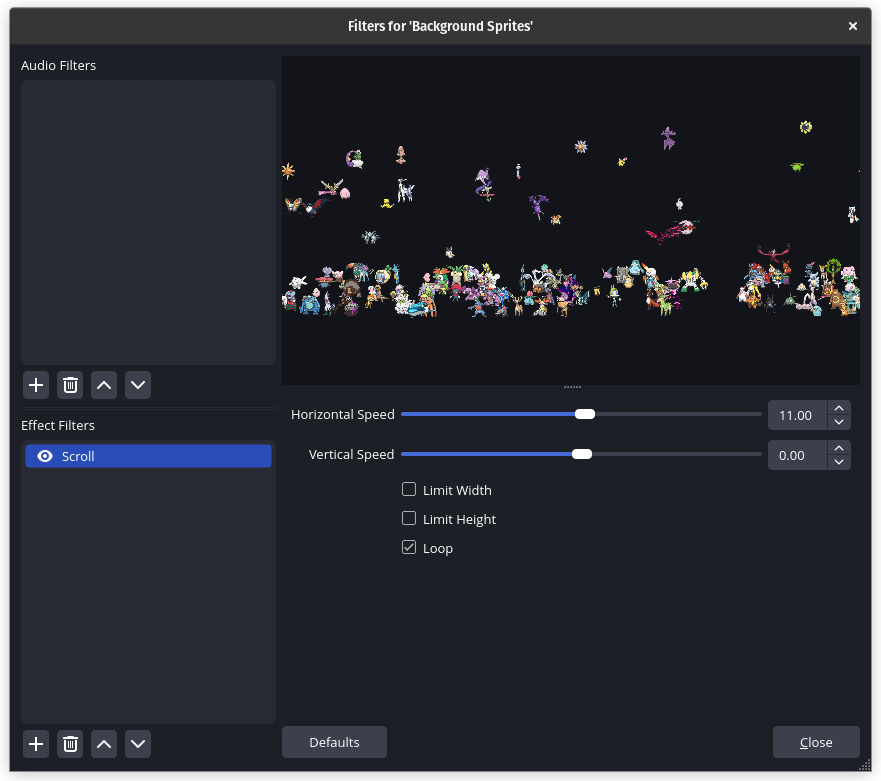 Filters for 'Background Sprites'
Audio Filters
Effect Filters
Scroll
Horizontal Speed 11.00
Vertical Speed 0.00
Limit Width
Limit Height
Loop
Defaults
Close